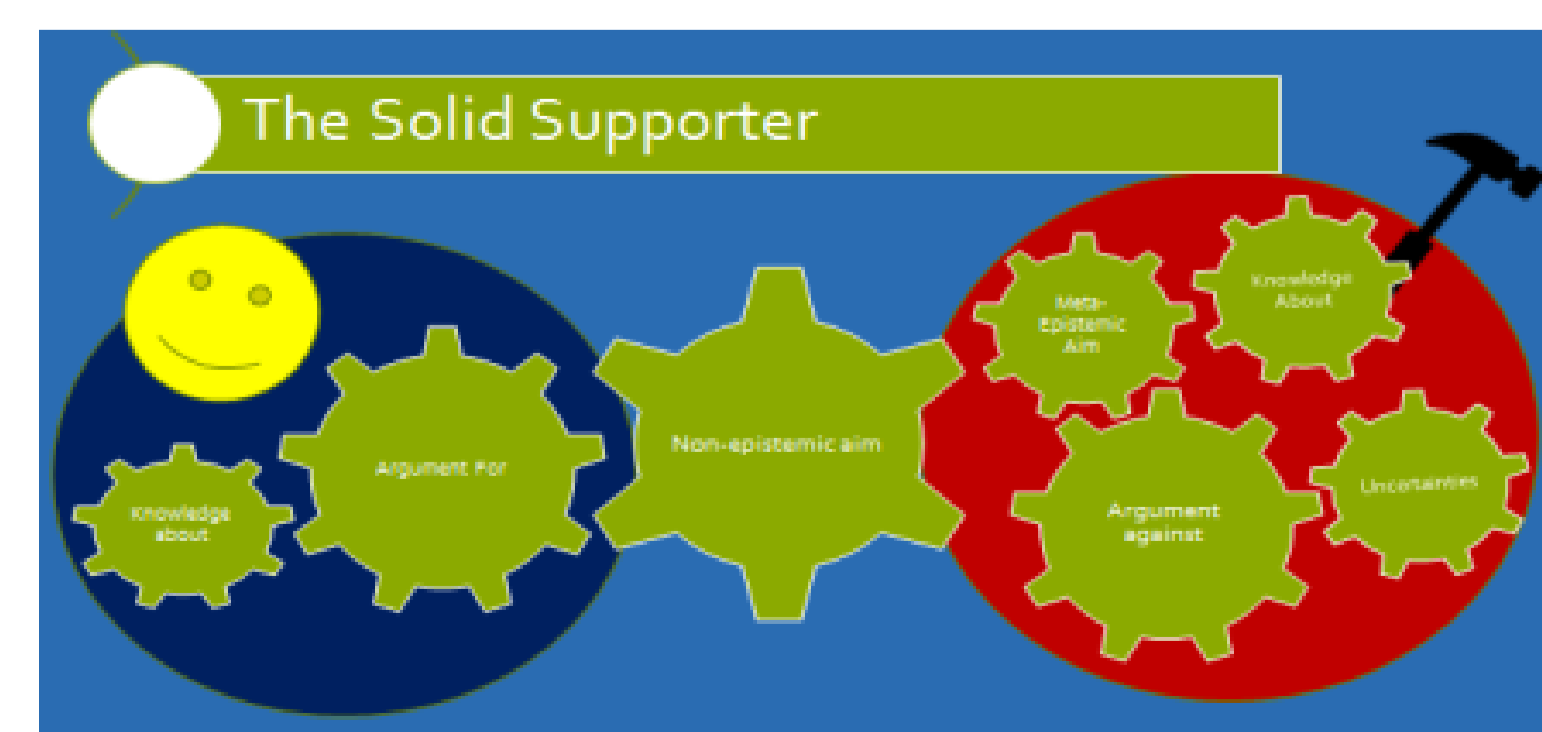 The Solid Supporter
Knowledge
about
Argument For
Non-epistemic aim
Meta-
Epistemic
Aim
Knowledge
About
Argument
against
Uncertainties